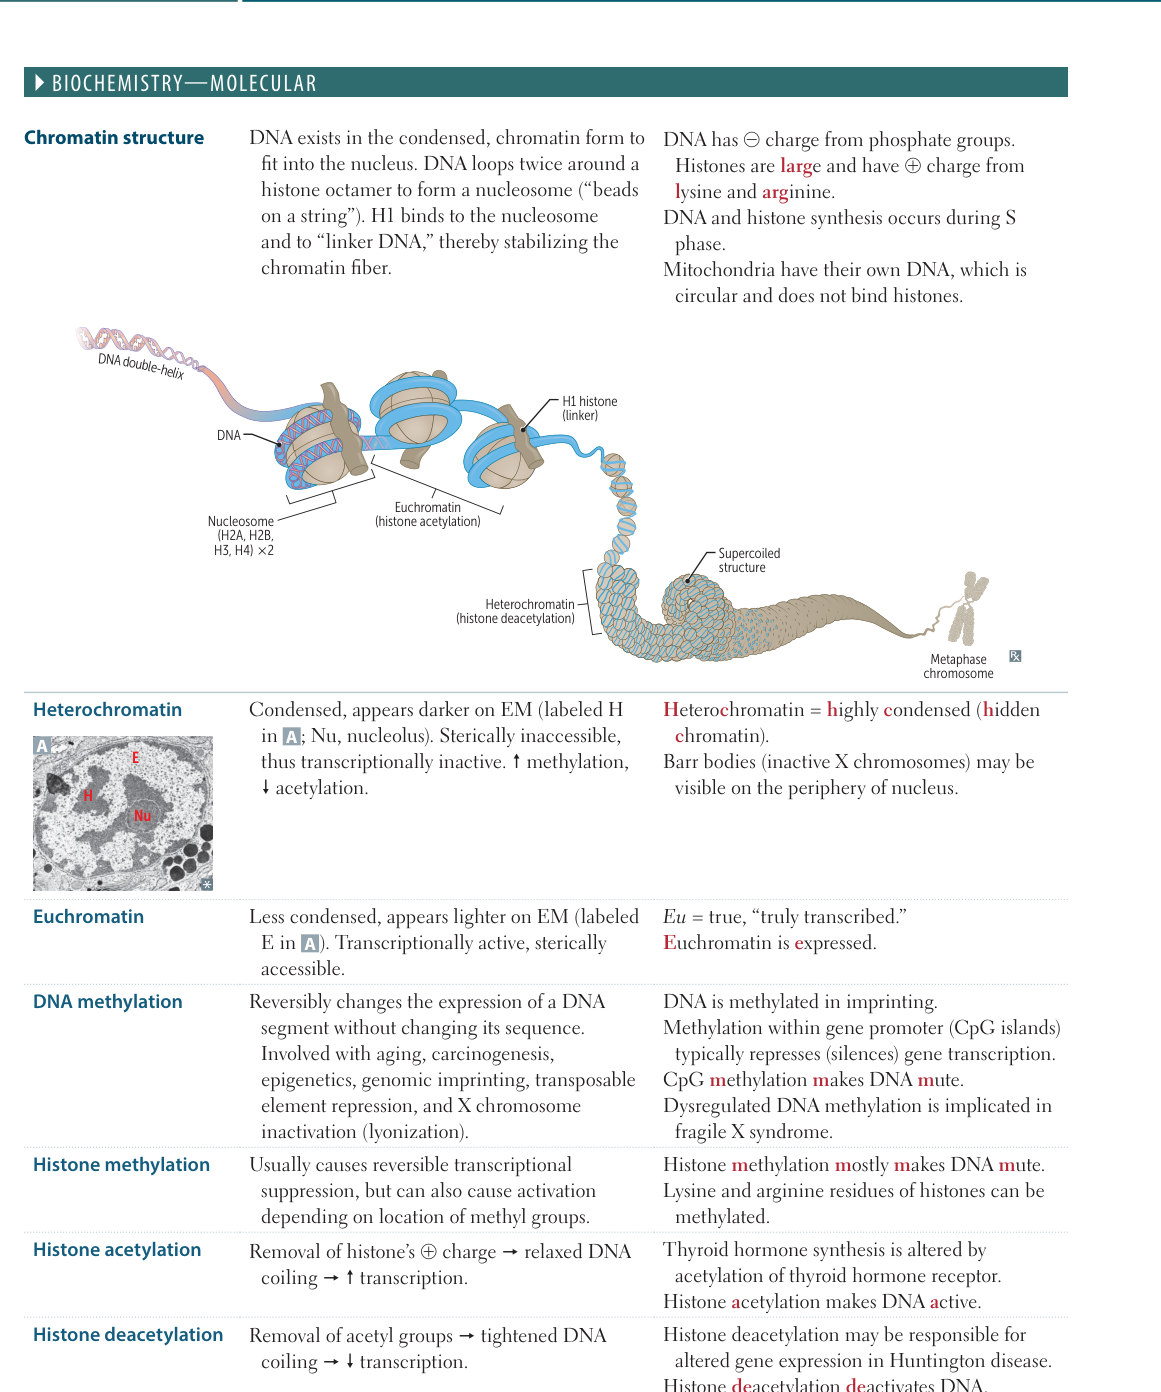 BIOCHEMISTRY—MOLECULAR
Chromatin structure
DNA exists in the condensed, chromatin form to
fit into the nucleus. DNA loops twice around a
histone octamer to form a nucleosome (“beads
on a string”). H1 binds to the nucleosome
and to “linker DNA,” thereby stabilizing the
chromatin fiber.
DNA has ⊖ charge from phosphate groups.
Histones are large and have ⊕ charge from
lysine and arginine.
DNA and histone synthesis occurs during S
phase.
Mitochondria have their own DNA, which is
circular and does not bind histones.
DNA double-helix
DNA
H1 histone
(linker)
Nucleosome
(H2A, H2B,
H3, H4) ×2
Euchromatin
(histone acetylation)
Supercoiled
structure
Heterochromatin
(histone deacetylation)
Metaphase
chromosome
Rx
Heterochromatin
A
E
H
Nu
*
Condensed, appears darker on EM (labeled H
in A; Nu, nucleolus). Sterically inaccessible,
thus transcriptionally inactive. ↑ methylation,
↓ acetylation.
Heterochromatin = highly condensed (hidden
chromatin).
Barr bodies (inactive X chromosomes) may be
visible on the periphery of nucleus.
Euchromatin
Less condensed, appears lighter on EM (labeled
E in A). Transcriptionally active, sterically
accessible.
Eu = true, “truly transcribed.”
Euchromatin is expressed.
DNA methylation
Reversibly changes the expression of a DNA
segment without changing its sequence.
Involved with aging, carcinogenesis,
epigenetics, genomic imprinting, transposable
element repression, and X chromosome
inactivation (lyonization).
DNA is methylated in imprinting.
Methylation within gene promoter (CpG islands)
typically represses (silences) gene transcription.
CpG methylation makes DNA mute.
Dysregulated DNA methylation is implicated in
fragile X syndrome.
Histone methylation
Usually causes reversible transcriptional
suppression, but can also cause activation
depending on location of methyl groups.
Histone methylation mostly makes DNA mute.
Lysine and arginine residues of histones can be
methylated.
Histone acetylation
Removal of histone’s ⊕ charge → relaxed DNA
coiling → ↑ transcription.
Thyroid hormone synthesis is altered by
acetylation of thyroid hormone receptor.
Histone acetylation makes DNA active.
Histone deacetylation
Removal of acetyl groups → tightened DNA
coiling → ↓ transcription.
Histone deacetylation may be responsible for
altered gene expression in Huntington disease.
Histone deacetylation deactivates DNA.